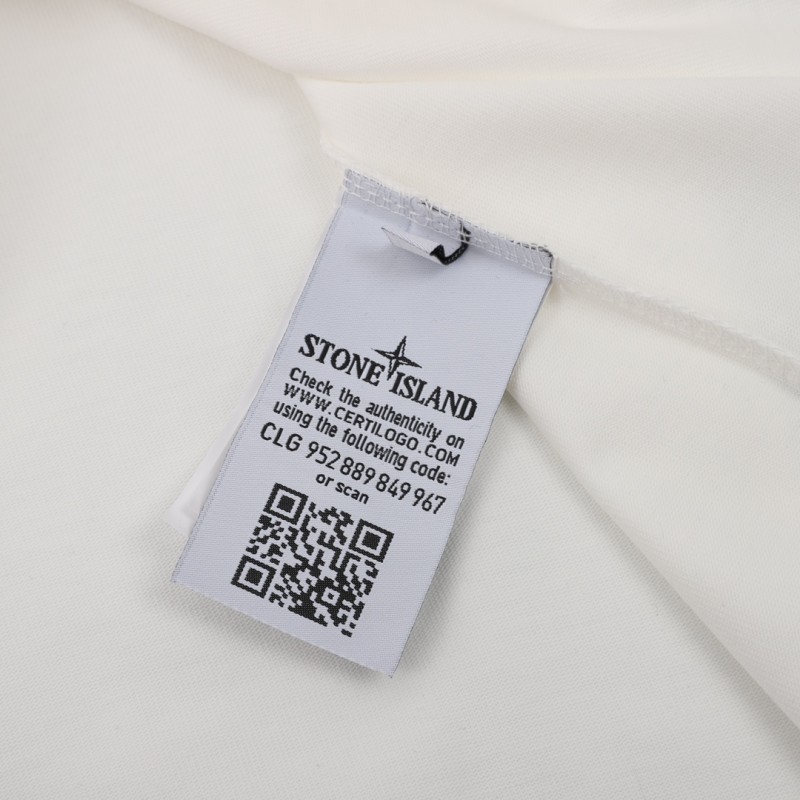 STONE ISLAND
Check the authenticity on
WWW.CERTILOGO.COM
using the following code:
CLG 952 889 849 967
or scan